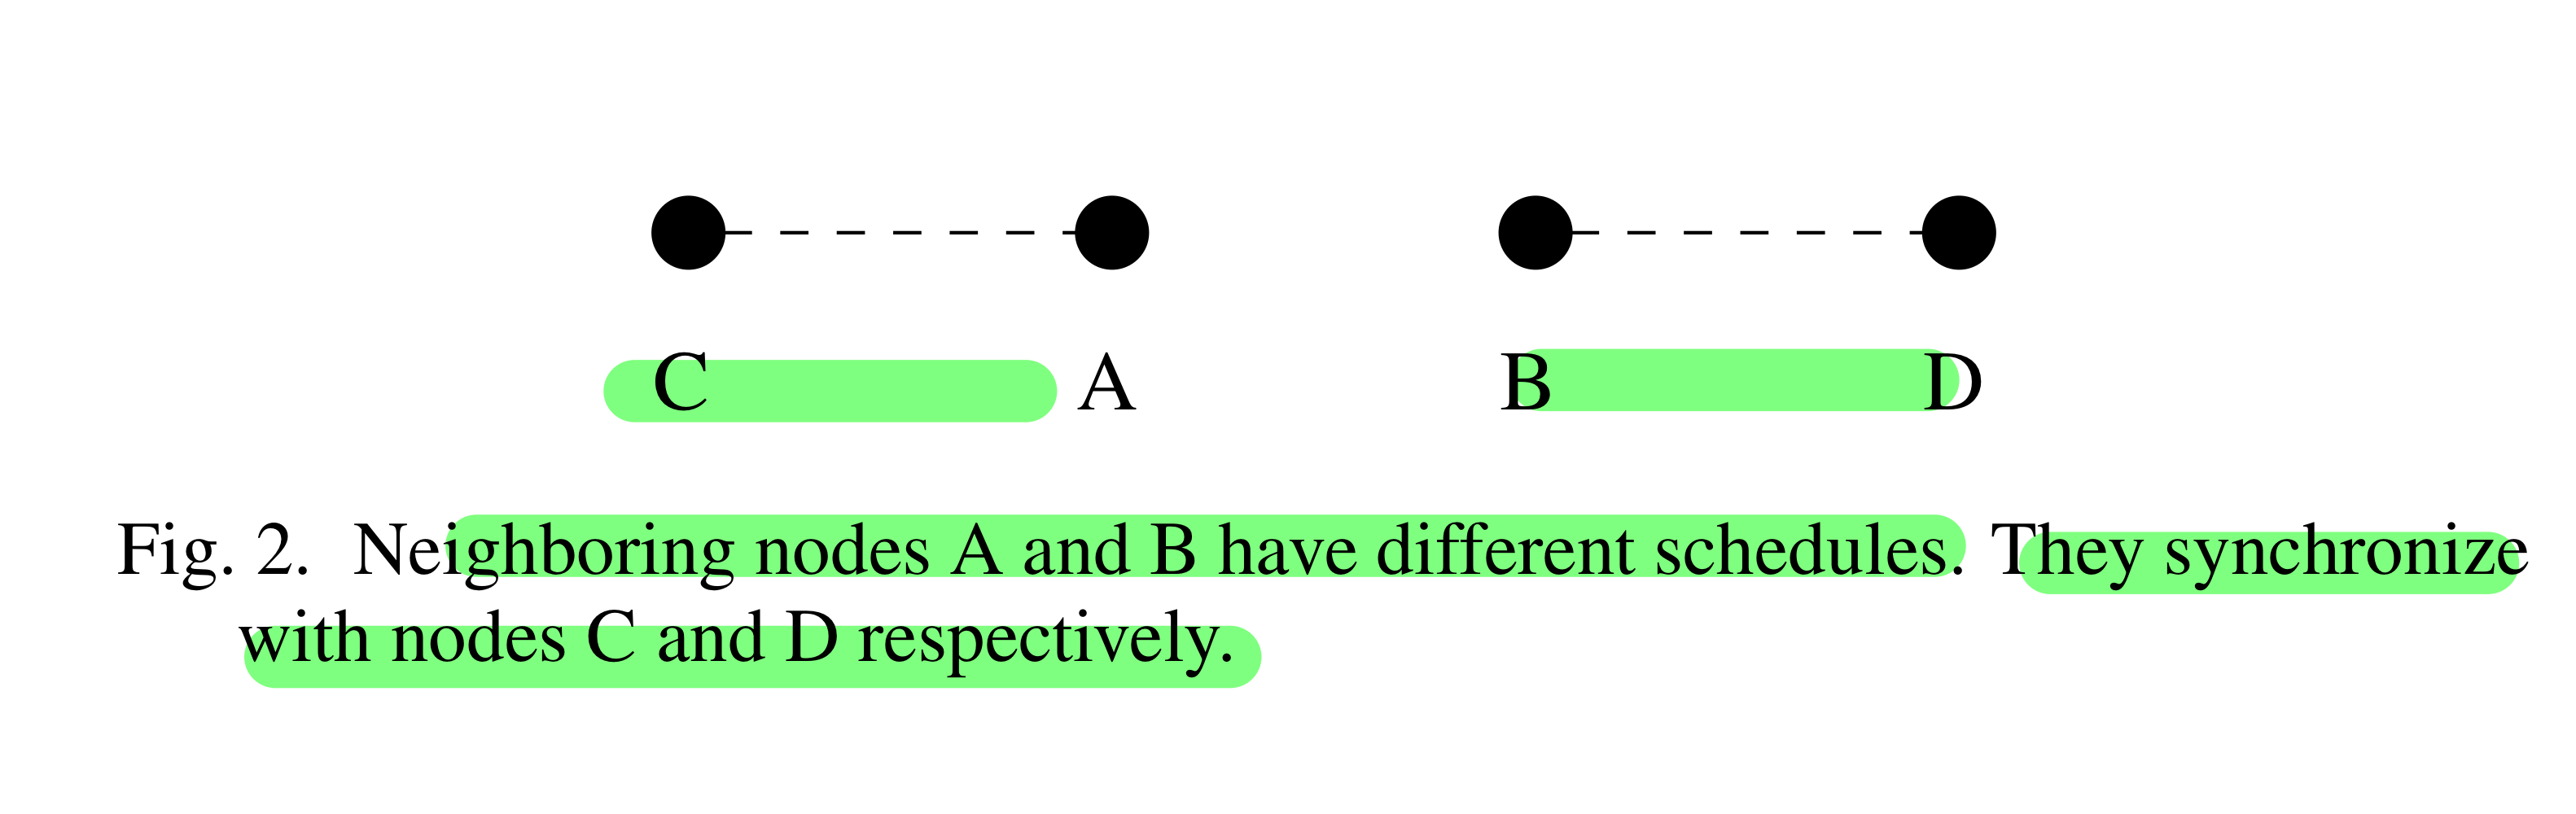 C A B D
Fig. 2. Neighboring nodes A and B have different schedules. They synchronize
with nodes C and D respectively.